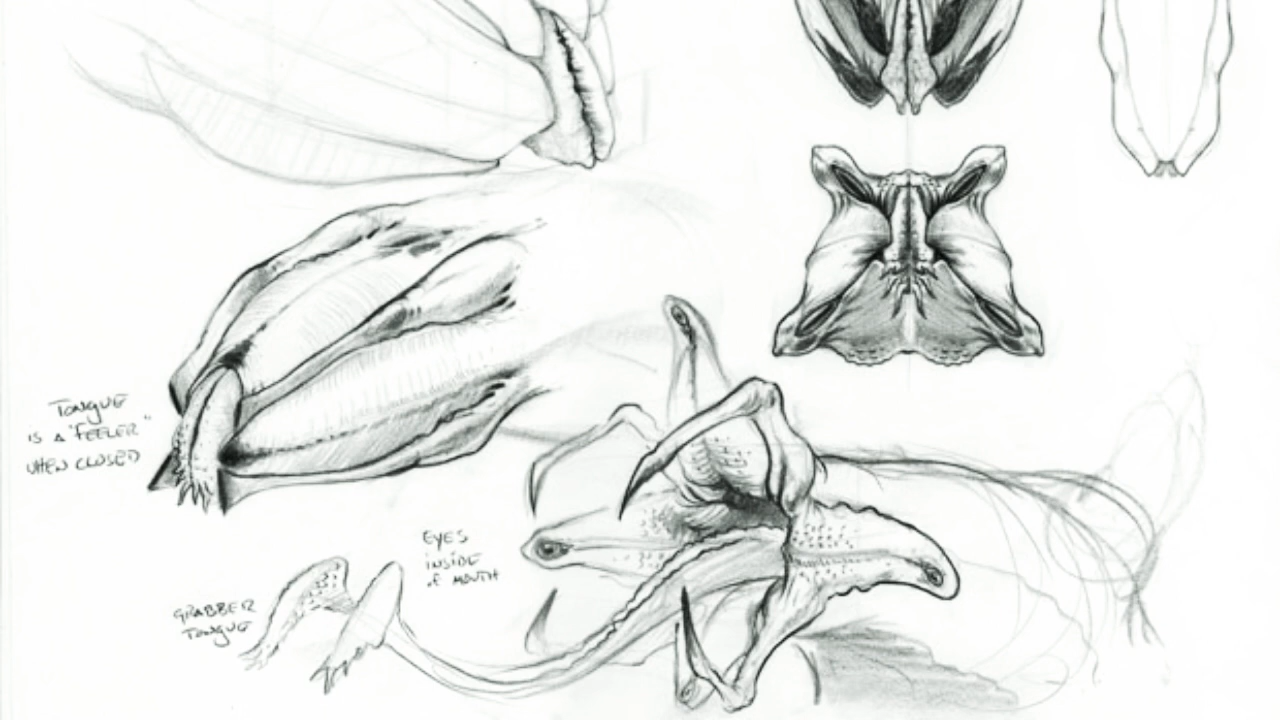 TONGUE
IS A "FEELER"
WHEN CLOSED
EYES
INSIDE
OF MOUTH
GRABBER
TONGUE